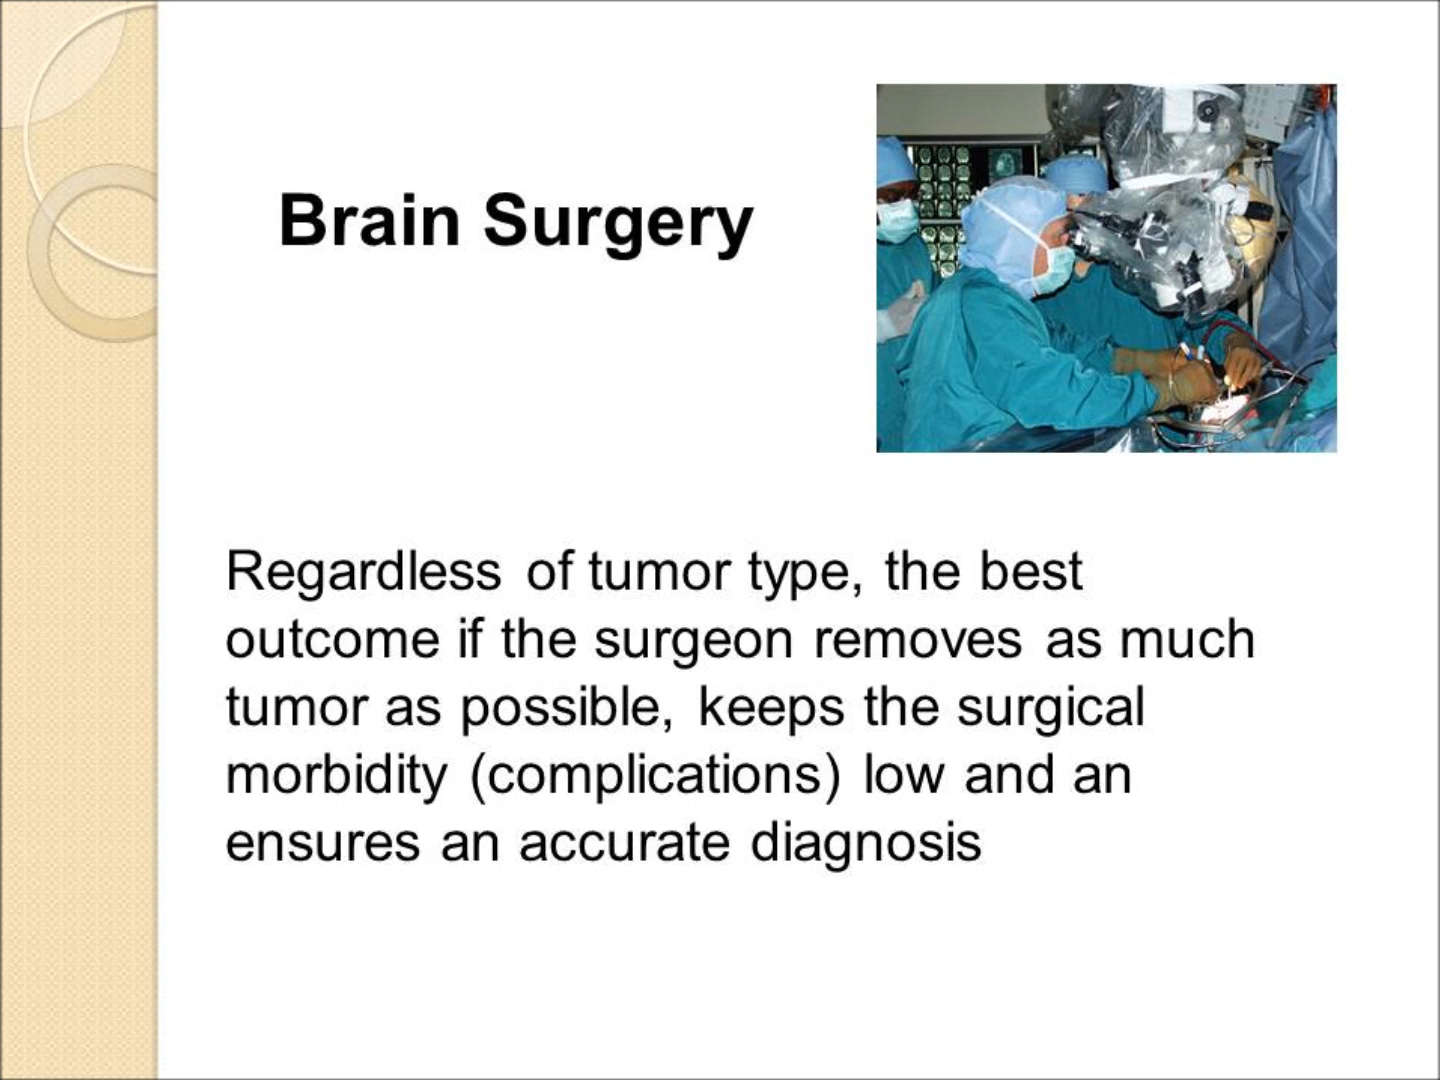 Brain Surgery
Regardless of tumor type, the best
outcome if the surgeon removes as much
tumor as possible, keeps the surgical
morbidity (complications) low and an
ensures an accurate diagnosis